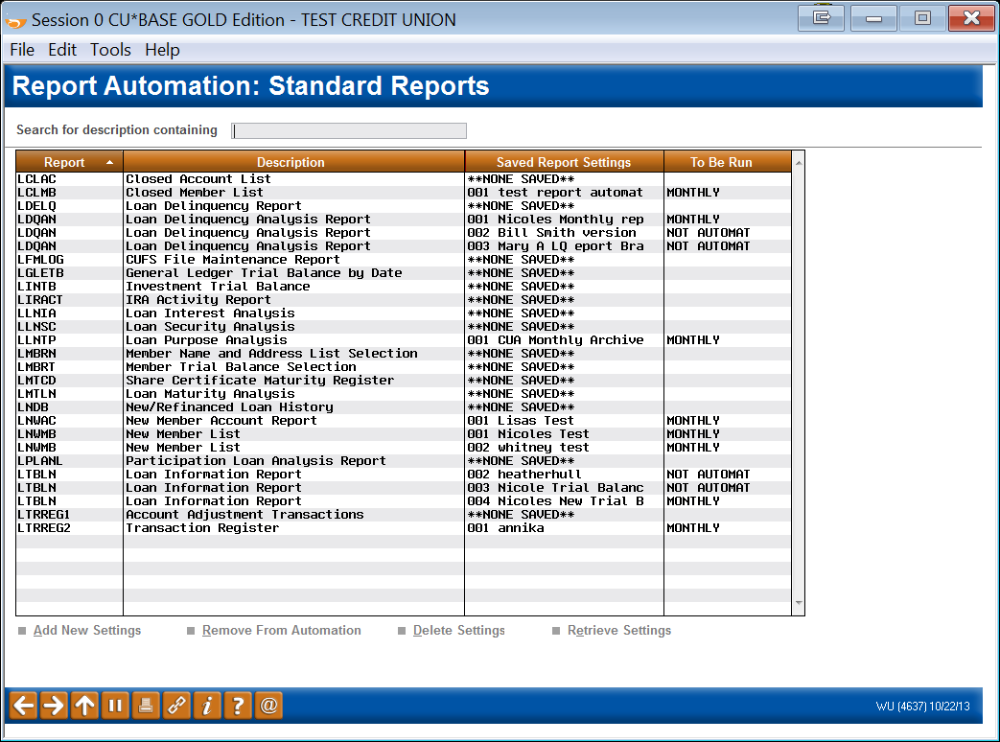 Session 0 CU*BASE GOLD Edition - TEST CREDIT UNION
File Edit Tools Help
Report Automation: Standard Reports
Search for description containing
Report Description Saved Report Settings To Be Run
LCLAC Closed Account List **NONE SAVED**
LCLMB Closed Member List 001 test report automat MONTHLY
LDELQ Loan Delinquency Report **NONE SAVED**
LDQAN Loan Delinquency Analysis Report 001 Nicoles Monthly rep MONTHLY
LDQAN Loan Delinquency Analysis Report 002 Bill Smith version NOT AUTOMAT
LDQAN Loan Delinquency Analysis Report 003 Mary A LQ eport Bra NOT AUTOMAT
LFMLOG CUFS File Maintenance Report **NONE SAVED**
LGLETB General Ledger Trial Balance by Date **NONE SAVED**
LINTB Investment Trial Balance **NONE SAVED**
LIRACT IRA Activity Report **NONE SAVED**
LLNIA Loan Interest Analysis **NONE SAVED**
LLNSC Loan Security Analysis **NONE SAVED**
LLNTP Loan Purpose Analysis 001 CUA Monthly Archive MONTHLY
LMBRN Member Name and Address List Selection **NONE SAVED**
LMBRT Member Trial Balance Selection **NONE SAVED**
LMTCD Share Certificate Maturity Register **NONE SAVED**
LMTLN Loan Maturity Analysis **NONE SAVED**
LNDB New/Refinanced Loan History **NONE SAVED**
LNWAC New Member Account Report 001 Lisas Test MONTHLY
LNWMB New Member List 001 Nicoles Test MONTHLY
LNWMB New Member List 002 whitney test MONTHLY
LPLANL Participation Loan Analysis Report **NONE SAVED**
LTBLN Loan Information Report 002 heatherhull NOT AUTOMAT
LTBLN Loan Information Report 003 Nicole Trial Balanc NOT AUTOMAT
LTBLN Loan Information Report 004 Nicoles New Trial B MONTHLY
LTRREG1 Account Adjustment Transactions **NONE SAVED**
LTRREG2 Transaction Register 001 annika MONTHLY
Add New Settings Remove From Automation Delete Settings Retrieve Settings
i ? @ WU (4637) 10/22/13